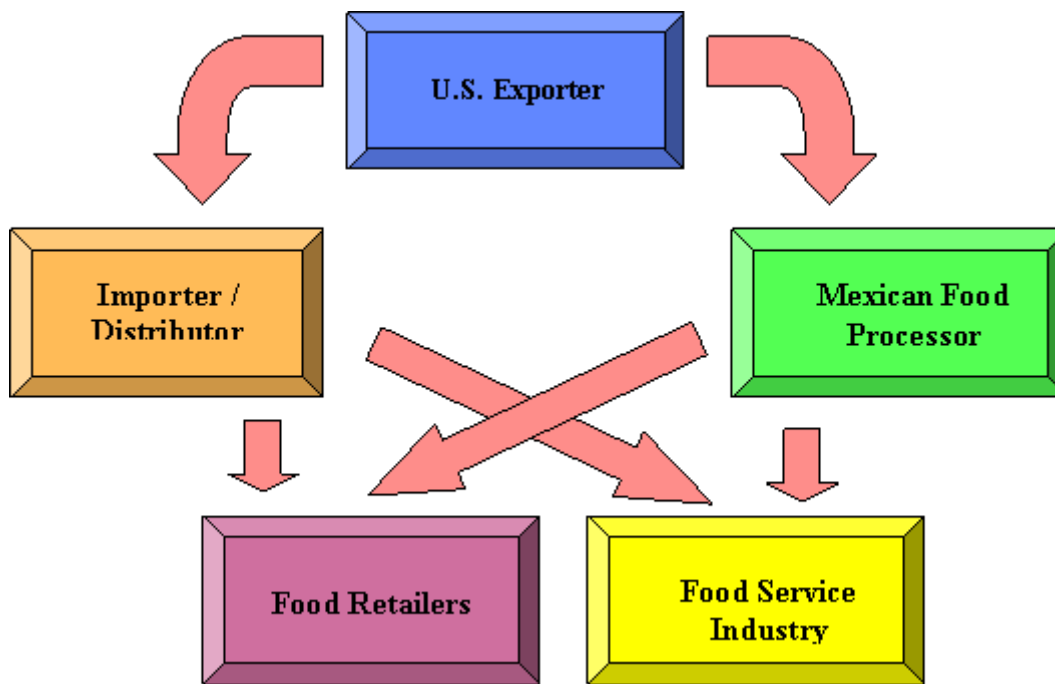 U.S. Exporter
Importer /
Distributor
Mexican Food
Processor
Food Retailers
Food Service
Industry